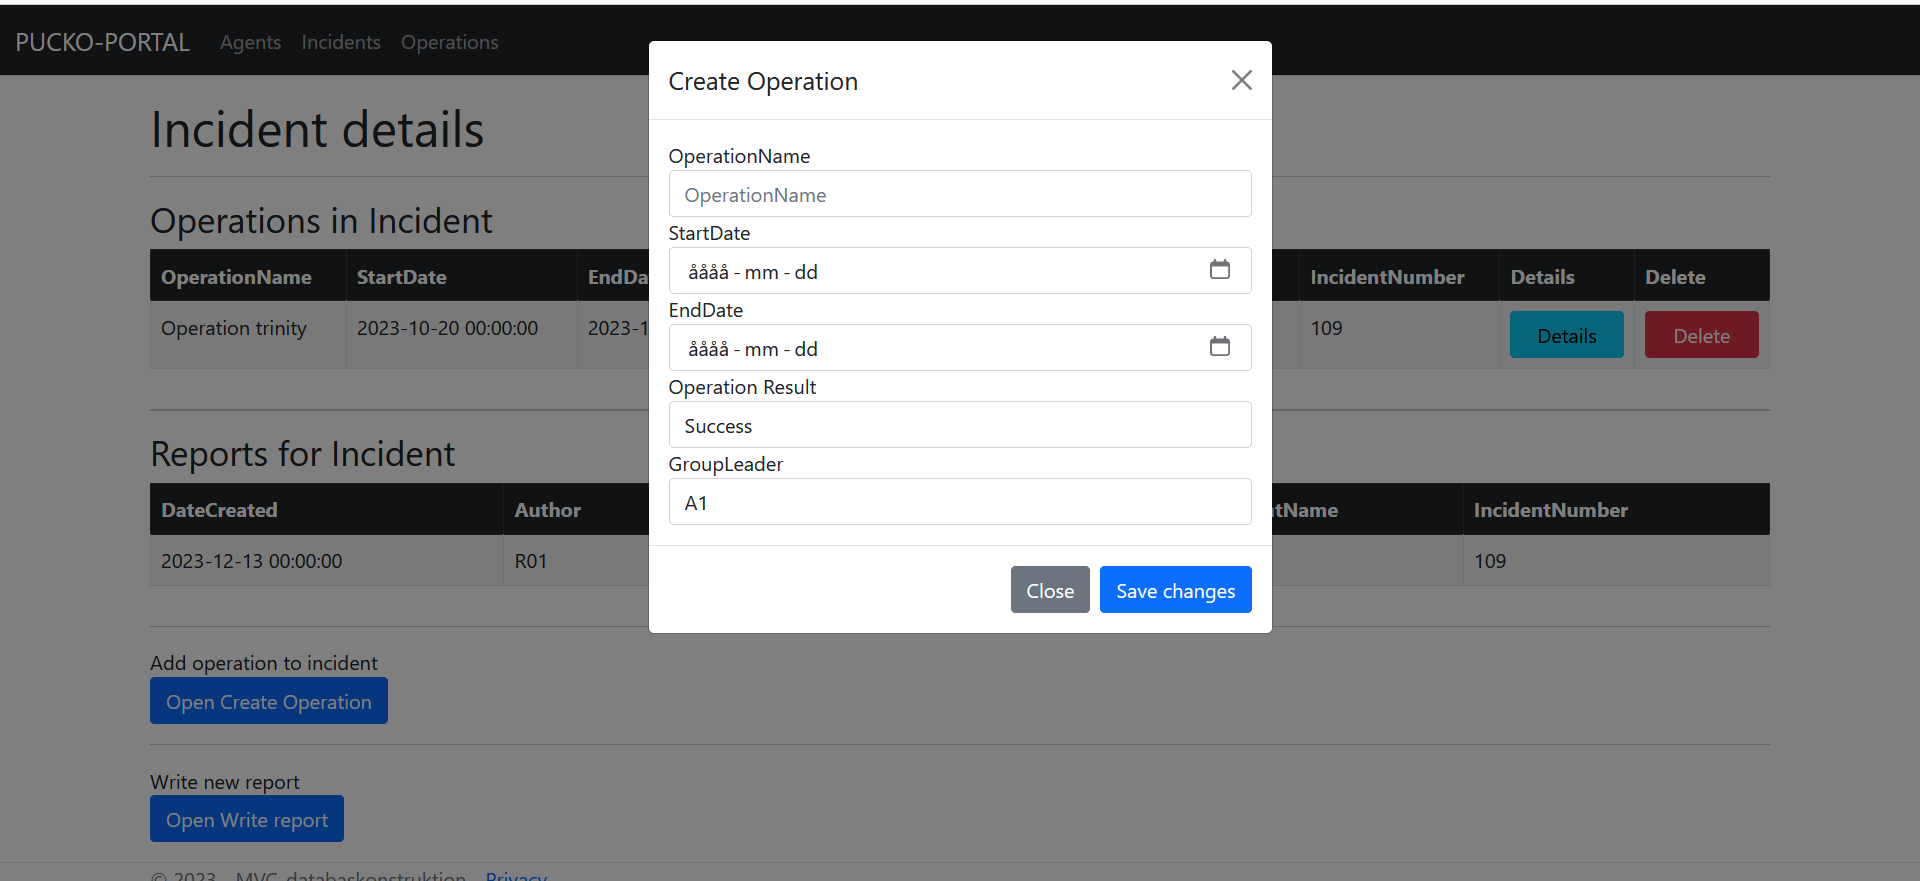 PUCKO-PORTAL Agents Incidents Operations
Incident details
Operations in Incident
OperationName StartDate EndDa IncidentNumber Details Delete
Operation trinity 2023-10-20 00:00:00 2023-1 109 Details Delete
Reports for Incident
DateCreated Author tName IncidentNumber
2023-12-13 00:00:00 R01 109
Add operation to incident
Open Create Operation
Write new report
Open Write report
© 2023 - MVC_databaskonstruktion - Privacy
Create Operation
OperationName
OperationName
StartDate
åååå - mm - dd
EndDate
åååå - mm - dd
Operation Result
Success
GroupLeader
A1
Close Save changes